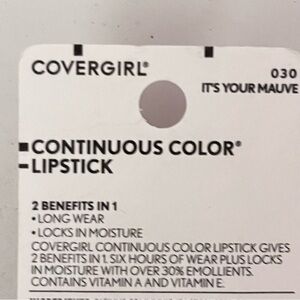 COVERGIRL®
030
IT'S YOUR MAUVE
CONTINUOUS COLOR®
LIPSTICK
2 BENEFITS IN 1
•LONG WEAR
•LOCKS IN MOISTURE
COVERGIRL CONTINUOUS COLOR LIPSTICK GIVES
2 BENEFITS IN 1. SIX HOURS OF WEAR PLUS LOCKS
IN MOISTURE WITH OVER 30% EMOLLIENTS.
CONTAINS VITAMIN A AND VITAMIN E.